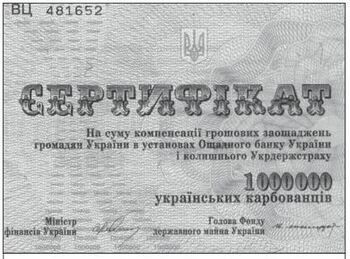 ВЦ 481652
СЕРТИФІКАТ
На суму компенсації грошових заощаджень
громадян України в установах Ощадного банку України
і колишнього Укрдержстраху
1000000
українських карбованців
Міністр
фінансів України
Голова Фонду
державного майна України